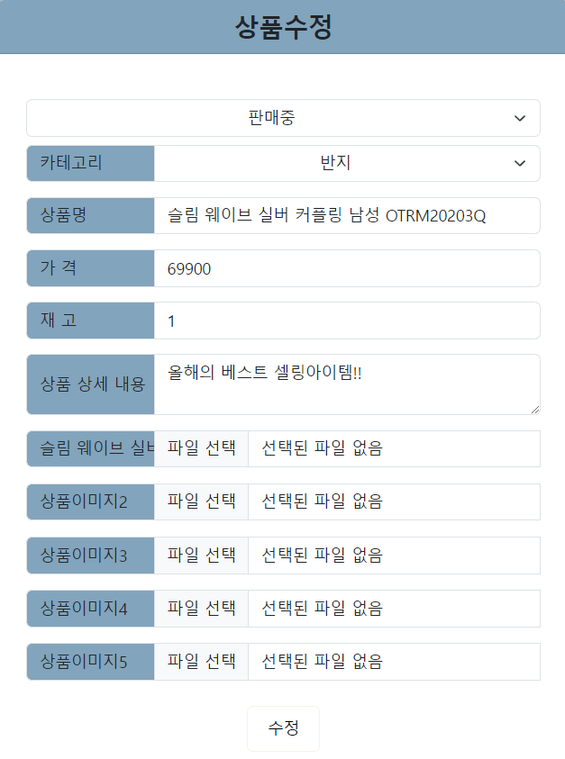 상품수정
판매중
카테고리 반지
상품명 슬림 웨이브 실버 커플링 남성 OTRM20203Q
가 격 69900
재 고 1
상품 상세 내용 올해의 베스트 셀링아이템!!
슬림 웨이브 실버 파일 선택 선택된 파일 없음
상품이미지2 파일 선택 선택된 파일 없음
상품이미지3 파일 선택 선택된 파일 없음
상품이미지4 파일 선택 선택된 파일 없음
상품이미지5 파일 선택 선택된 파일 없음
수정